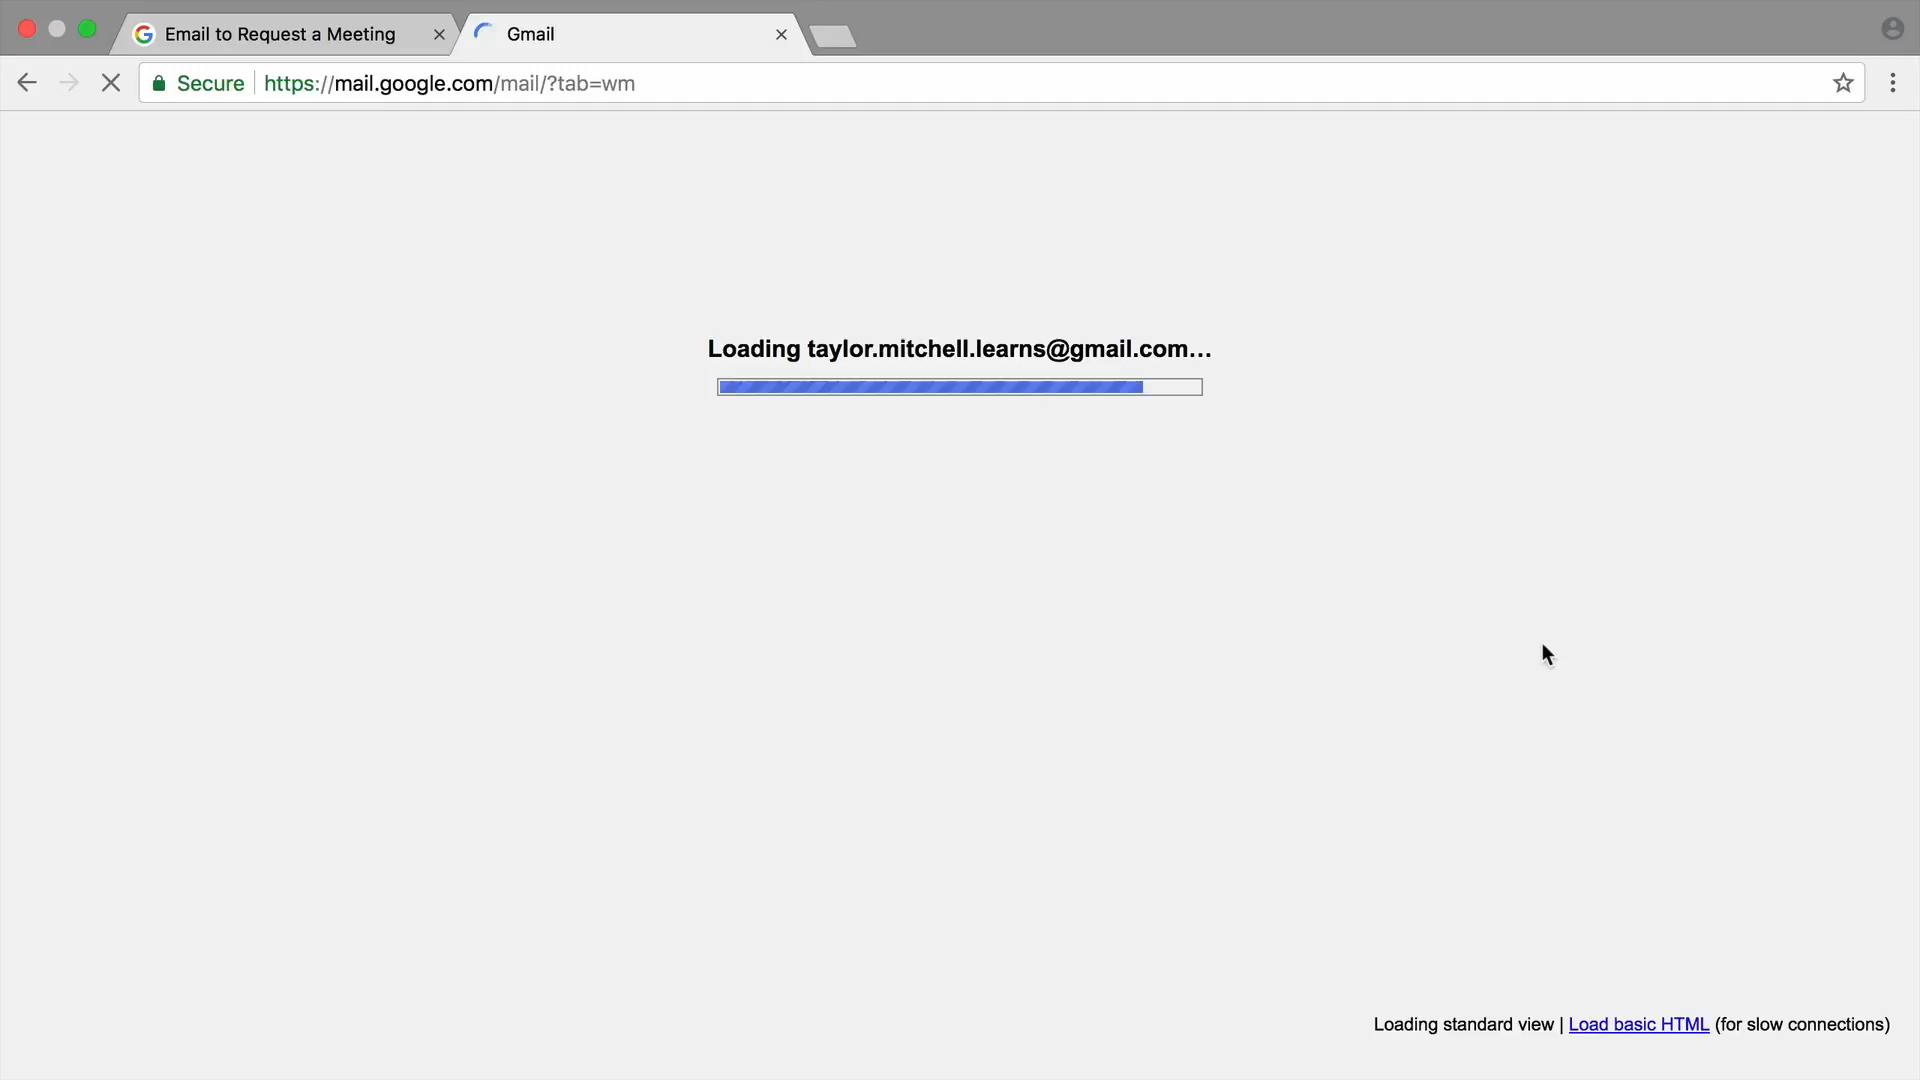 Email to Request a Meeting
Gmail
Secure https://mail.google.com/mail/?tab=wm
Loading taylor.mitchell.learns@gmail.com...
Loading standard view | Load basic HTML (for slow connections)